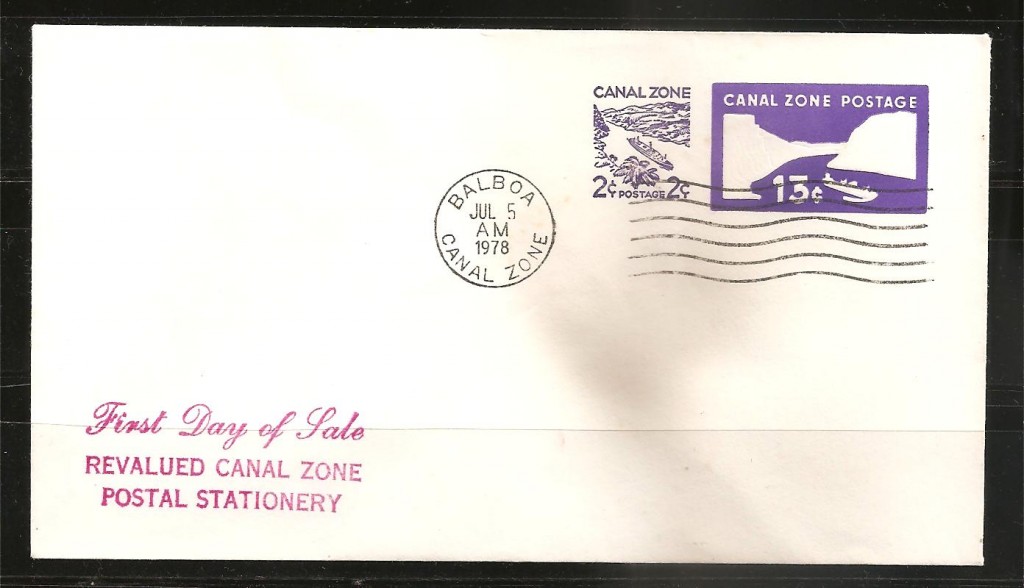 CANAL ZONE
2¢ POSTAGE 2¢
CANAL ZONE POSTAGE
13¢
BALBOA
JUL 5
AM
1978
CANAL ZONE
First Day of Sale
REVALUED CANAL ZONE
POSTAL STATIONERY